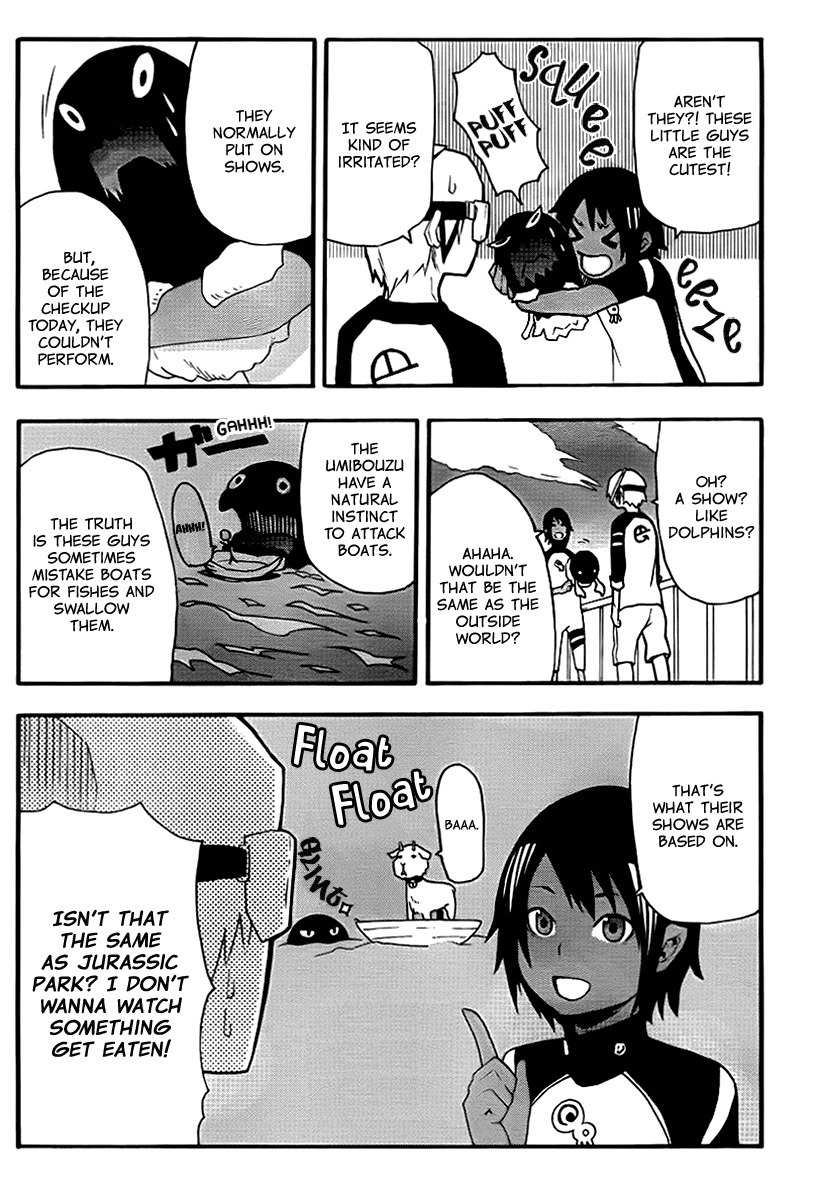 AREN'T
THEY?! THESE
LITTLE GUYS
ARE THE
CUTEST!
SQUEE
EEZE
PUFF
PUFF
IT SEEMS
KIND OF
IRRITATED?
THEY
NORMALLY
PUT ON
SHOWS.
BUT,
BECAUSE
OF THE
CHECKUP
TODAY, THEY
COULDN'T
PERFORM.
OH?
A SHOW?
LIKE
DOLPHINS?
AHAHA.
WOULDN'T
THAT BE THE
SAME AS THE
OUTSIDE
WORLD?
THE
UMIBOUZU
HAVE A
NATURAL
INSTINCT
TO ATTACK
BOATS.
GAHHH!
ガー
AHHH!
THE TRUTH
IS THESE GUYS
SOMETIMES
MISTAKE BOATS
FOR FISHES AND
SWALLOW
THEM.
THAT'S
WHAT THEIR
SHOWS ARE
BASED ON.
BAAA.
Float
Float
GLINT
ISN'T THAT
THE SAME
AS JURASSIC
PARK? I DON'T
WANNA WATCH
SOMETHING
GET EATEN!